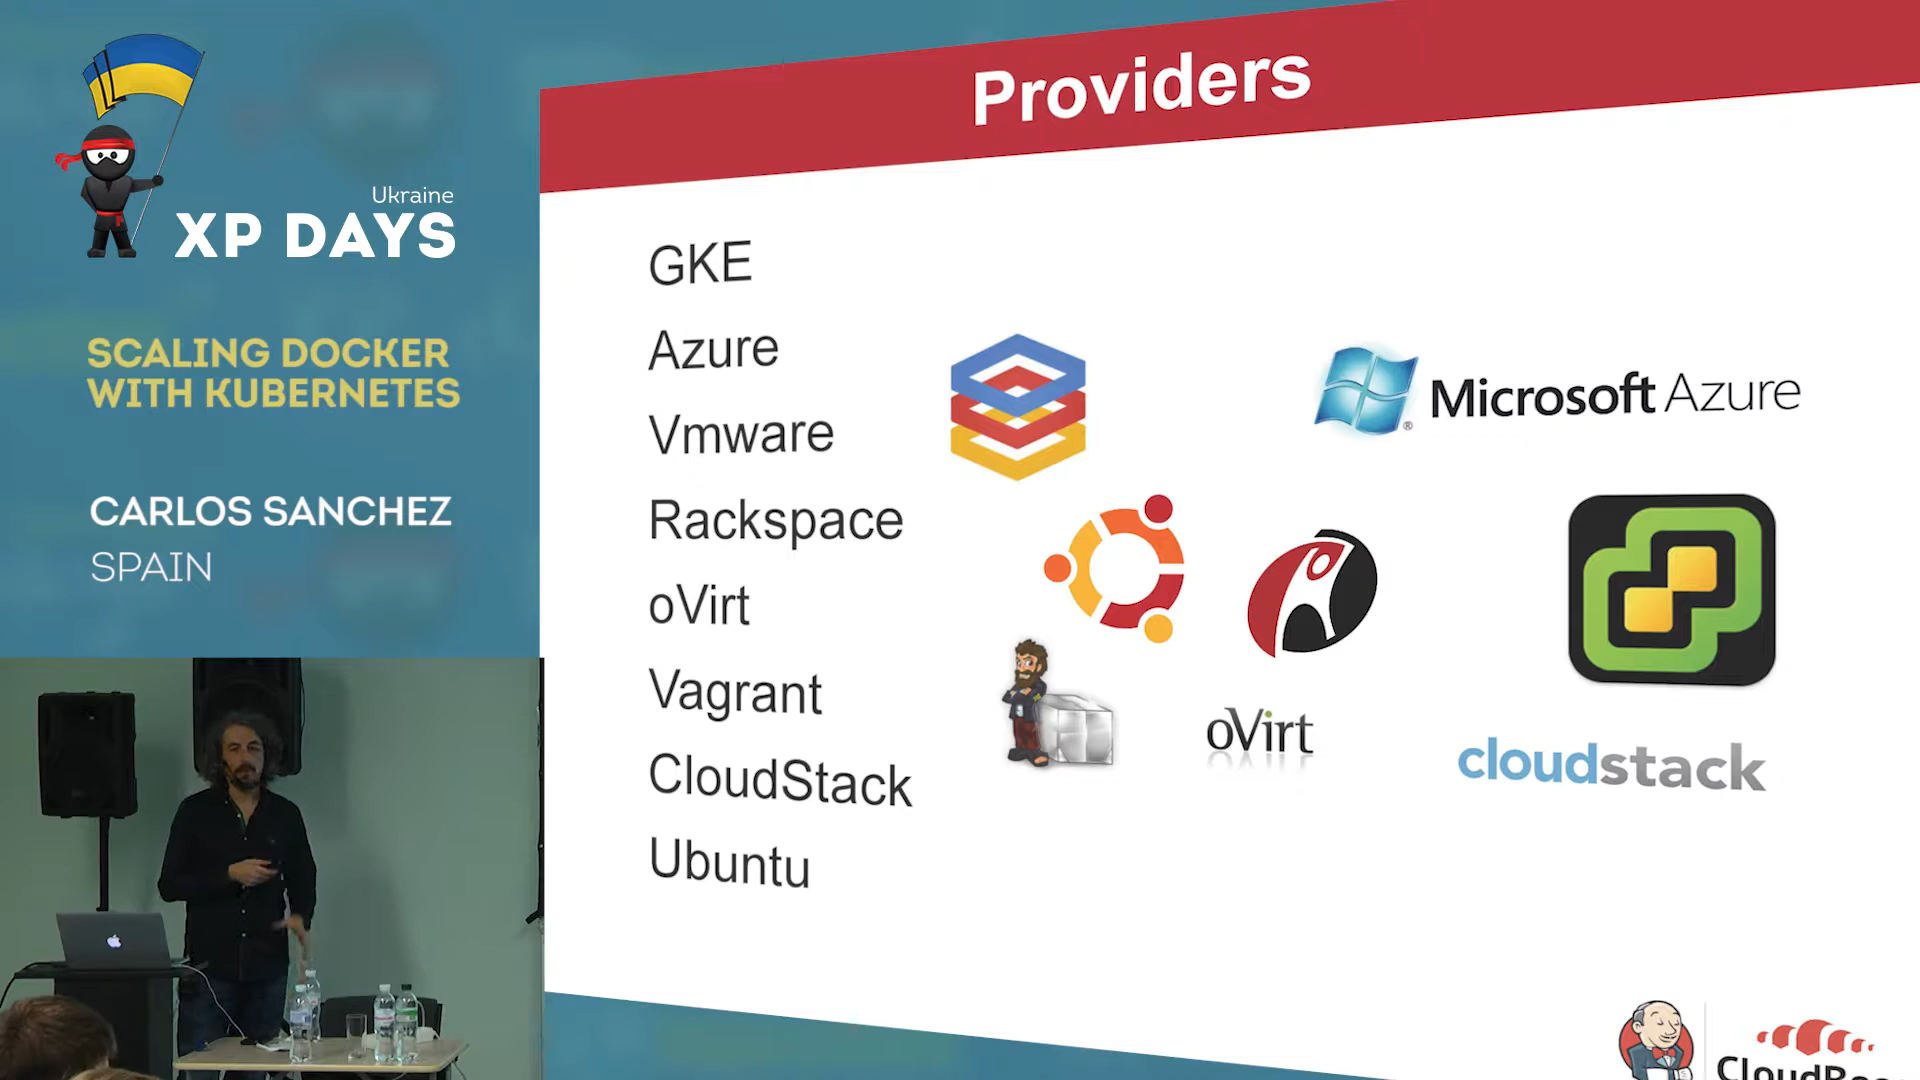 Ukraine
XP DAYS
SCALING DOCKER
WITH KUBERNETES
CARLOS SANCHEZ
SPAIN
Providers
GKE
Azure
Vmware
Rackspace
oVirt
Vagrant
CloudStack
Ubuntu
Microsoft Azure
oVirt
cloudstack